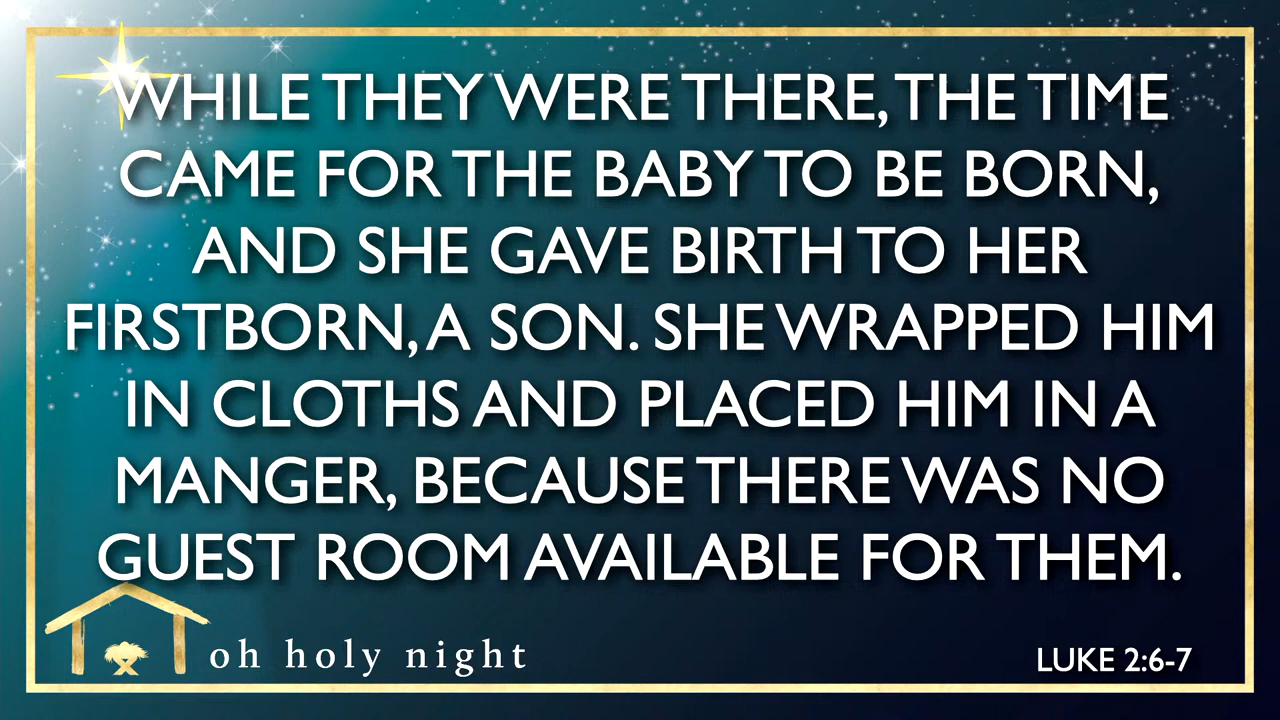 WHILE THEY WERE THERE, THE TIME
CAME FOR THE BABY TO BE BORN,
AND SHE GAVE BIRTH TO HER
FIRSTBORN, A SON. SHE WRAPPED HIM
IN CLOTHS AND PLACED HIM IN A
MANGER, BECAUSE THERE WAS NO
GUEST ROOM AVAILABLE FOR THEM.
oh holy night
LUKE 2:6-7